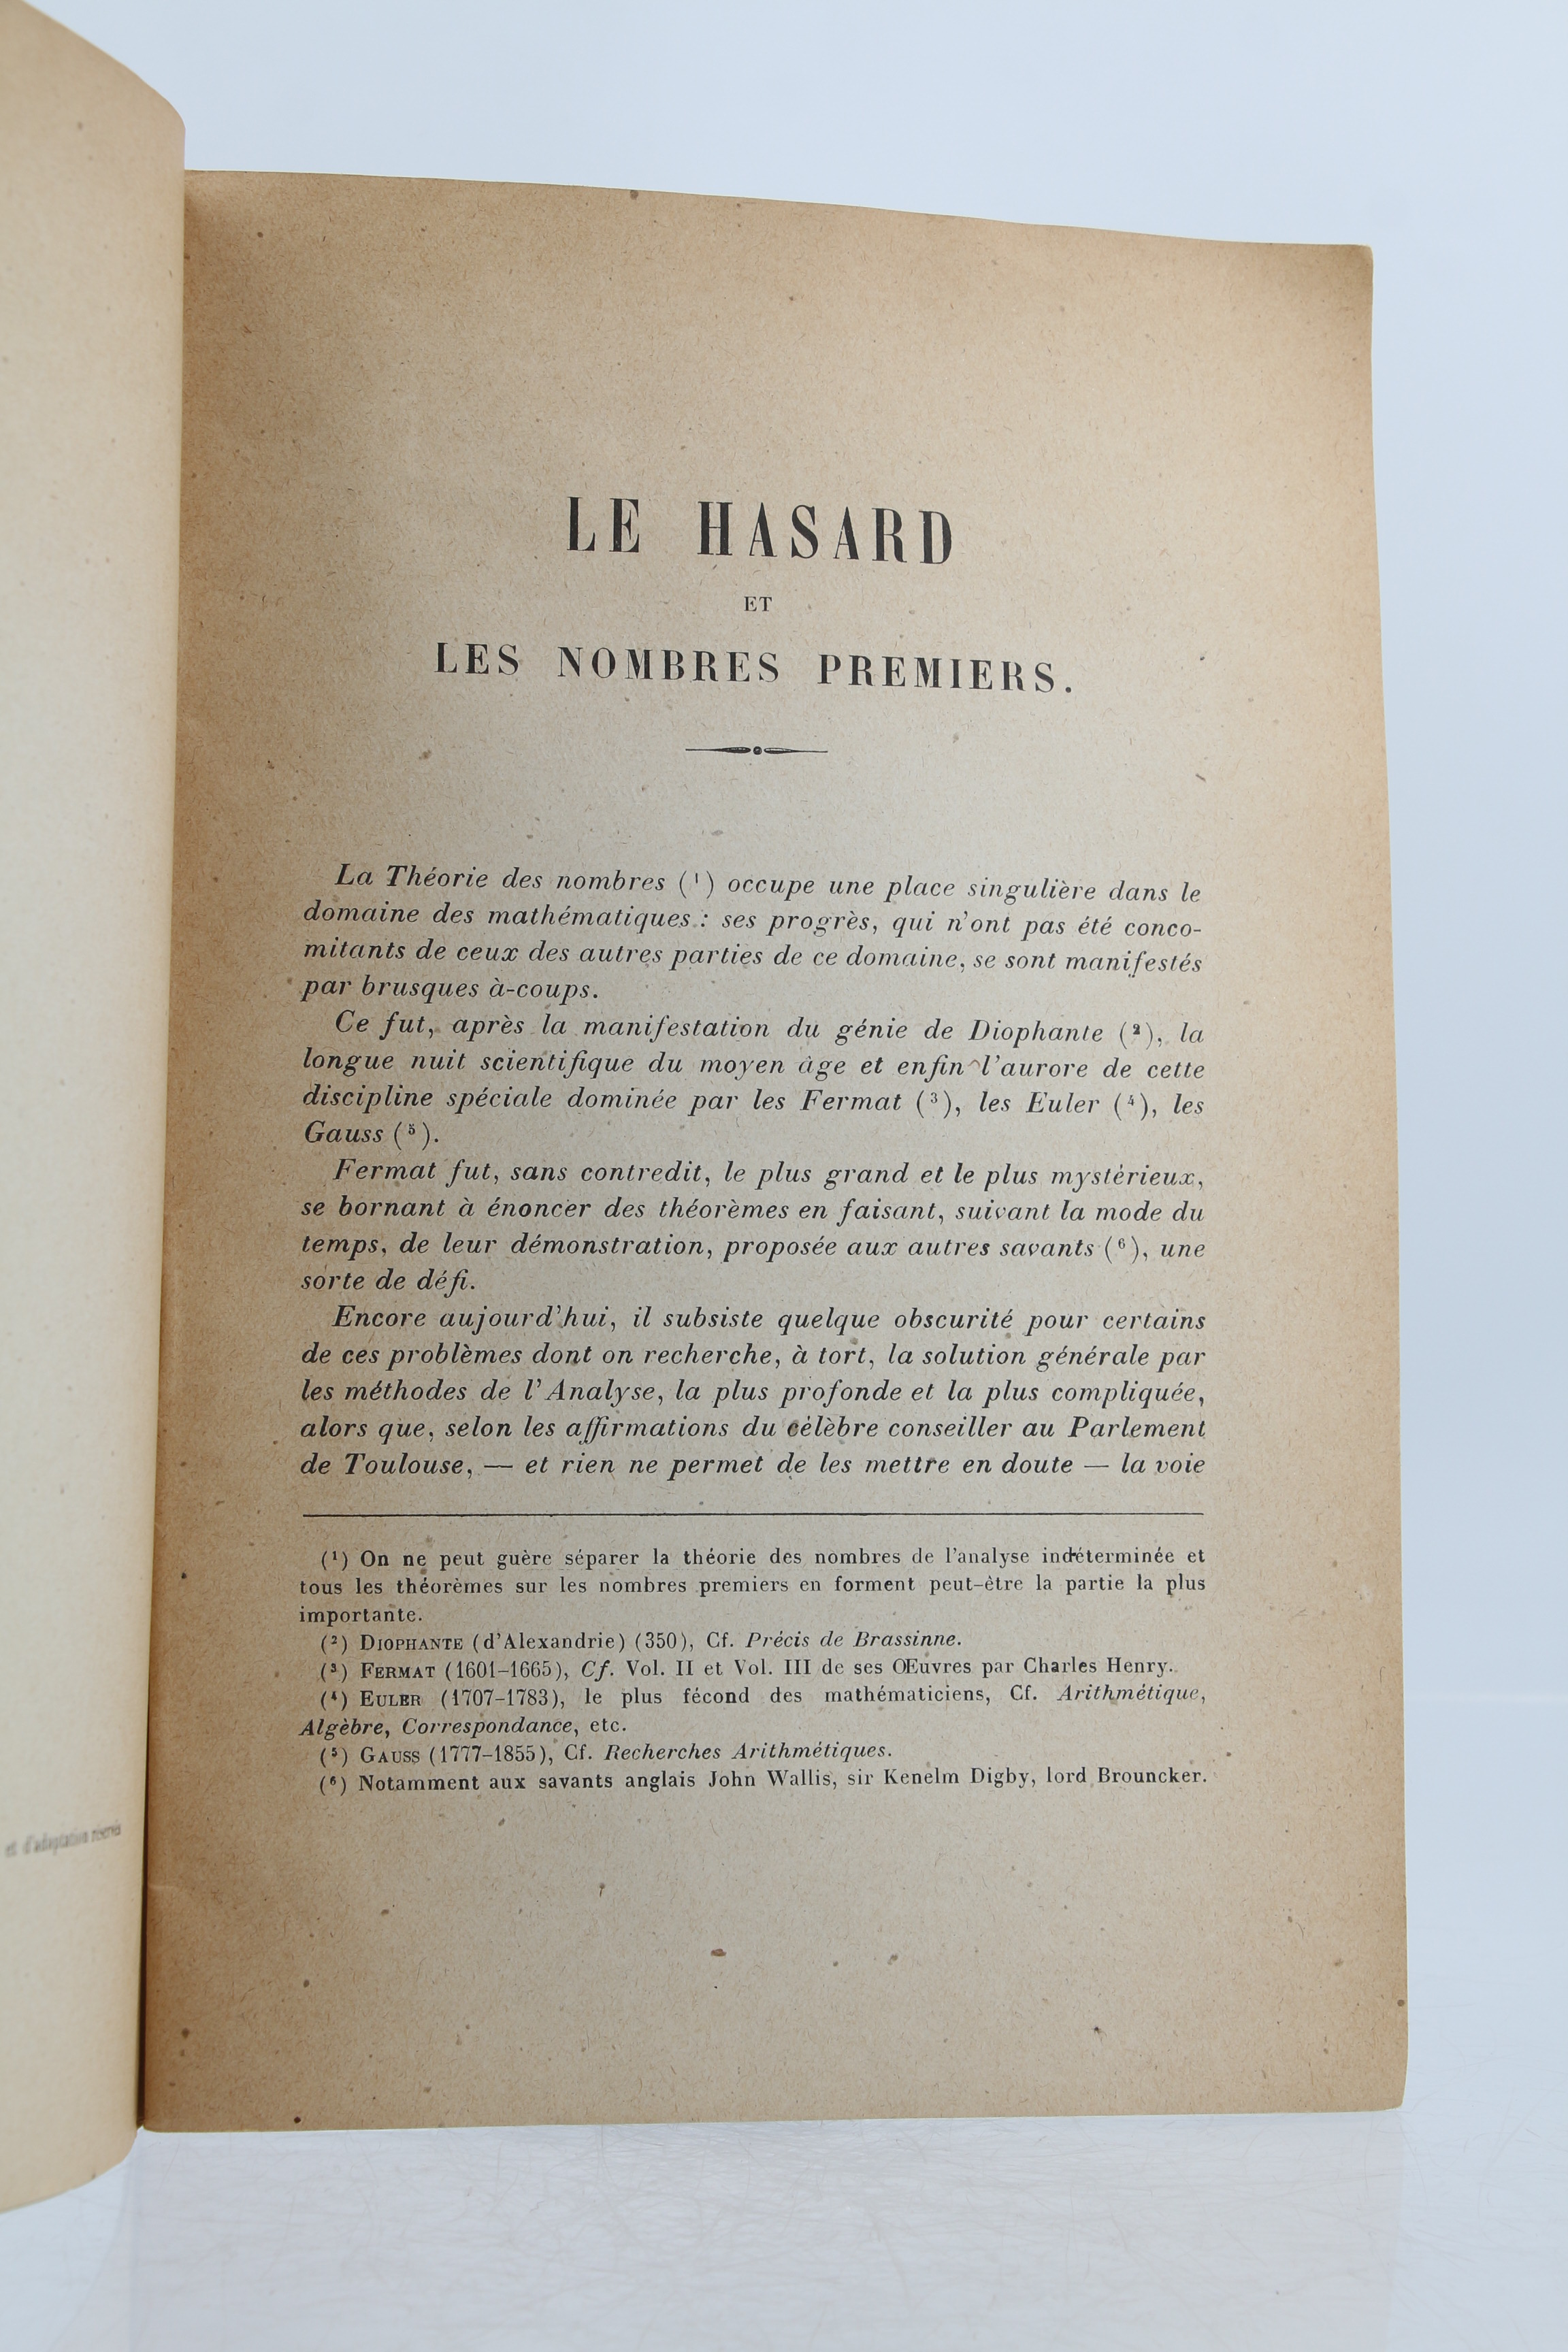 LE HASARD
ET
LES NOMBRES PREMIERS.
La Théorie des nombres (¹) occupe une place singulière dans le
domaine des mathématiques : ses progrès, qui n'ont pas été conco-
mitants de ceux des autres parties de ce domaine, se sont manifestés
par brusques à-coups.
Ce fut, après la manifestation du génie de Diophante (²), la
longue nuit scientifique du moyen âge et enfin l'aurore de cette
discipline spéciale dominée par les Fermat (³), les Euler (⁴), les
Gauss (⁵).
Fermat fut, sans contredit, le plus grand et le plus mystérieux,
se bornant à énoncer des théorèmes en faisant, suivant la mode du
temps, de leur démonstration, proposée aux autres savants (⁶), une
sorte de défi.
Encore aujourd'hui, il subsiste quelque obscurité pour certains
de ces problèmes dont on recherche, à tort, la solution générale par
les méthodes de l'Analyse, la plus profonde et la plus compliquée,
alors que, selon les affirmations du célèbre conseiller au Parlement
de Toulouse, — et rien ne permet de les mettre en doute — la voie
(¹) On ne peut guère séparer la théorie des nombres de l'analyse indéterminée et
tous les théorèmes sur les nombres premiers en forment peut-être la partie la plus
importante.
(²) DIOPHANTE (d'Alexandrie) (350), Cf. Précis de Brassinne.
(³) FERMAT (1601-1665), Cf. Vol. II et Vol. III de ses Œuvres par Charles Henry.
(⁴) EULER (1707-1783), le plus fécond des mathématiciens, Cf. Arithmétique,
Algèbre, Correspondance, etc.
(⁵) GAUSS (1777-1855), Cf. Recherches Arithmétiques.
(⁶) Notamment aux savants anglais John Wallis, sir Kenelm Digby, lord Brouncker.
et d'adaptation réservés